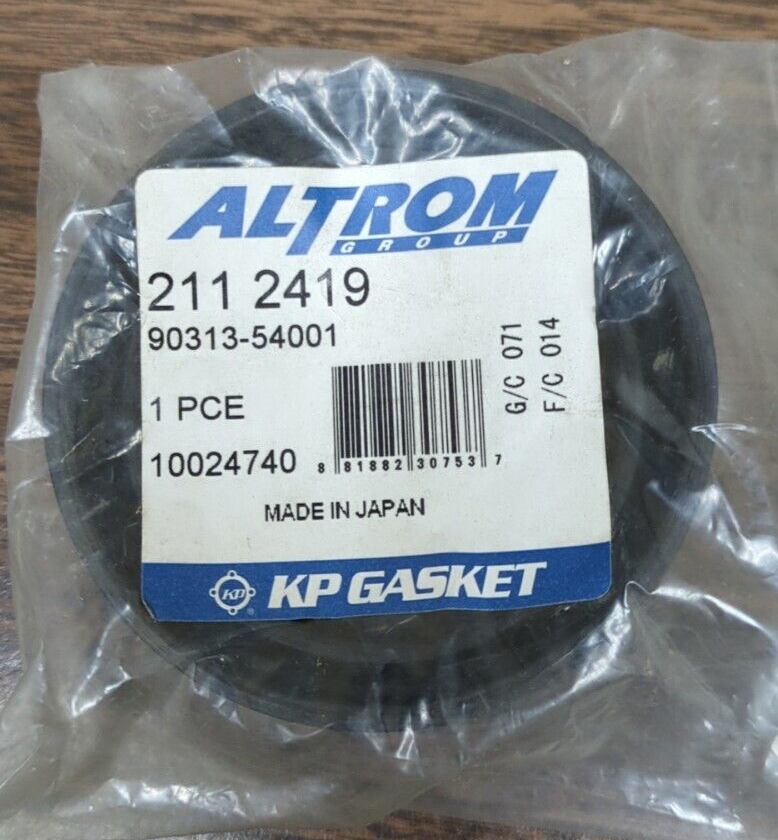 ALTROM
GROUP
211 2419
90313-54001
1 PCE
10024740
8 81882 30753 7
G/C 071
F/C 014
MADE IN JAPAN
KP ® KP GASKET